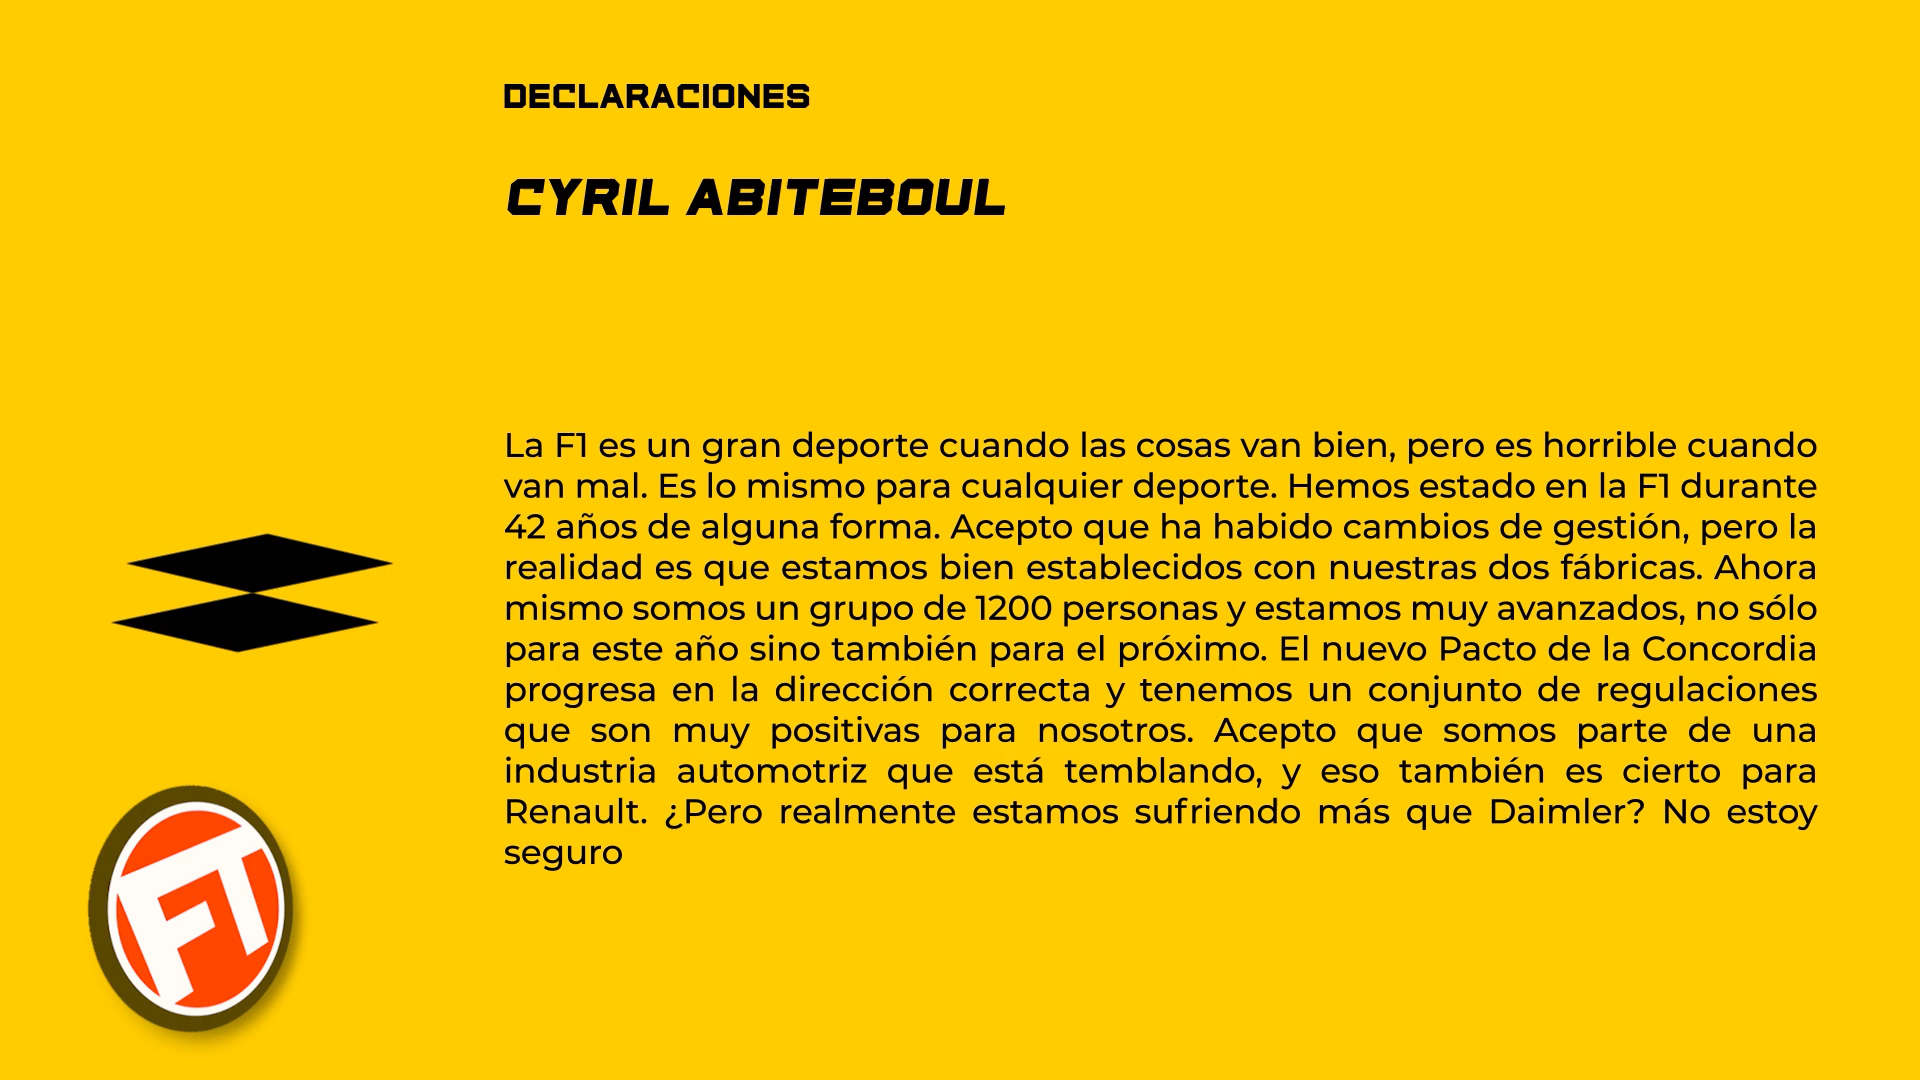 DECLARACIONES
CYRIL ABITEBOUL
La F1 es un gran deporte cuando las cosas van bien, pero es horrible cuando
van mal. Es lo mismo para cualquier deporte. Hemos estado en la F1 durante
42 años de alguna forma. Acepto que ha habido cambios de gestión, pero la
realidad es que estamos bien establecidos con nuestras dos fábricas. Ahora
mismo somos un grupo de 1200 personas y estamos muy avanzados, no sólo
para este año sino también para el próximo. El nuevo Pacto de la Concordia
progresa en la dirección correcta y tenemos un conjunto de regulaciones
que son muy positivas para nosotros. Acepto que somos parte de una
industria automotriz que está temblando, y eso también es cierto para
Renault. ¿Pero realmente estamos sufriendo más que Daimler? No estoy
seguro
FT